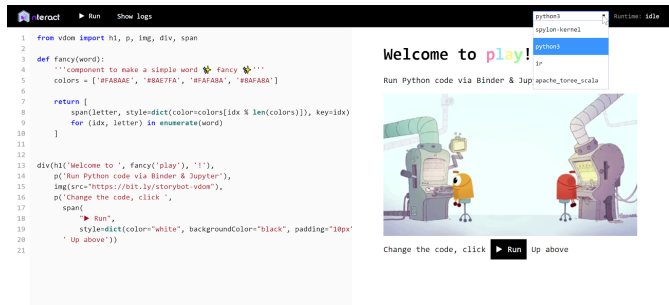 nteract ▶ Run Show logs python3 Runtime: idle
spylon-kernel
python3
ir
apache_toree_scala
1 from vdom import h1, p, img, div, span
2
3 def fancy(word):
4 '''component to make a simple word ✨ fancy ✨'''
5 colors = ['#FA8AAE', '#8AE7FA', '#FAFA8A', '#8AFA8A']
6
7 return [
8 span(letter, style=dict(color=colors[idx % len(colors)]), key=idx)
9 for (idx, letter) in enumerate(word)
10 ]
11
12
13 div(h1('Welcome to ', fancy('play'), '!'),
14 p('Run Python code via Binder & Jupyter'),
15 img(src="https://bit.ly/storybot-vdom"),
16 p('Change the code, click ',
17 span(
18 "▶ Run",
19 style=dict(color="white", backgroundColor="black", padding="10px"
20 ' Up above'))
21
Welcome to play!
Run Python code via Binder & Jup
Change the code, click ▶ Run Up above